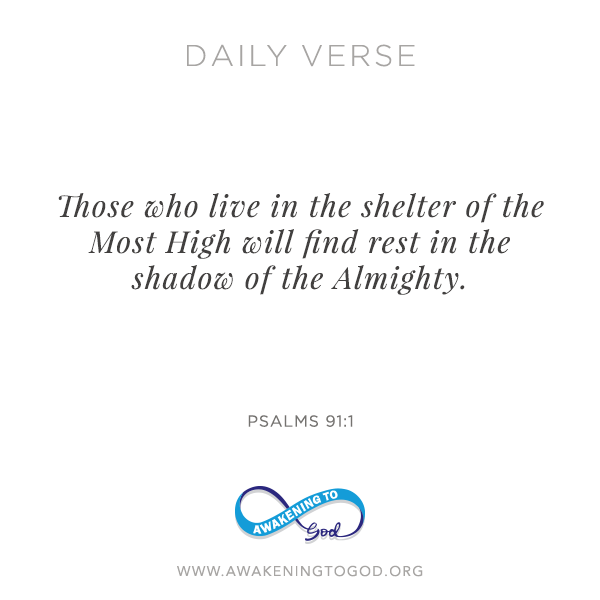 DAILY VERSE
Those who live in the shelter of the
Most High will find rest in the
shadow of the Almighty.
PSALMS 91:1
AWAKENING TO
God
WWW.AWAKENINGTOGOD.ORG